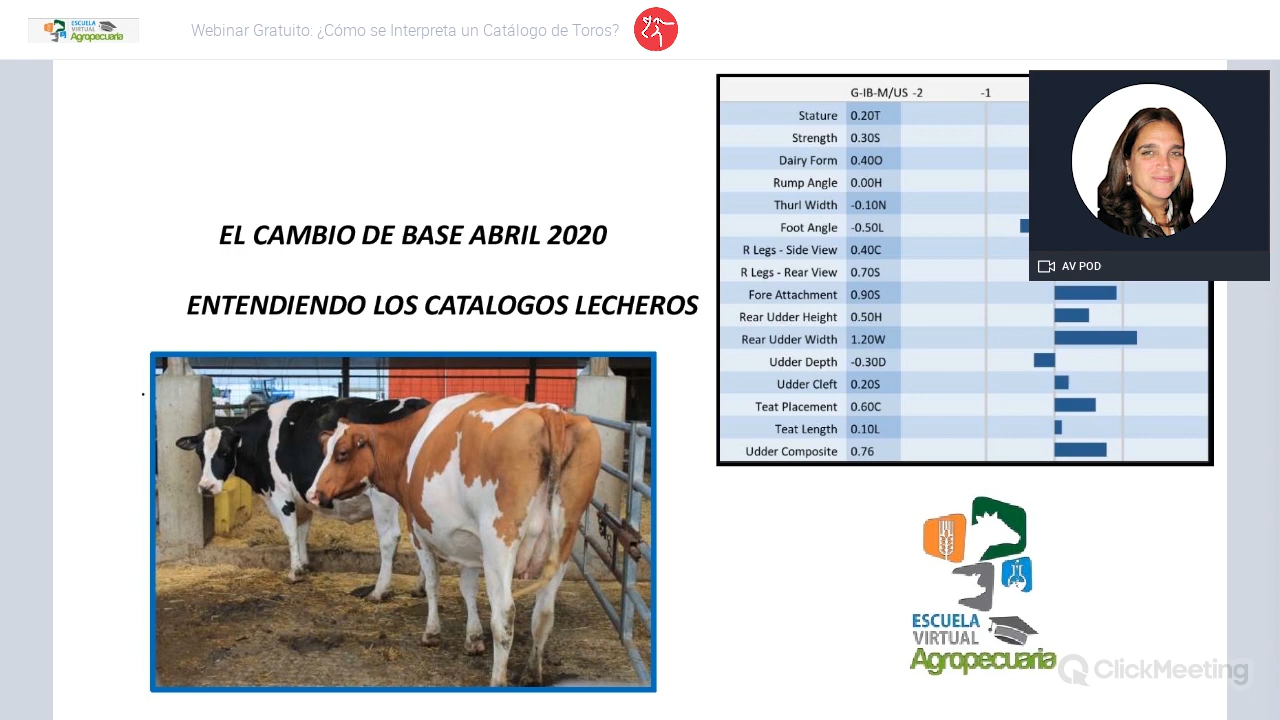 ESCUELA
VIRTUAL
Agropecuaria
Webinar Gratuito: ¿Cómo se Interpreta un Catálogo de Toros?
EL CAMBIO DE BASE ABRIL 2020
ENTENDIENDO LOS CATALOGOS LECHEROS
.
G-IB-M/US -2 -1
Stature 0.20T
Strength 0.30S
Dairy Form 0.40O
Rump Angle 0.00H
Thurl Width -0.10N
Foot Angle -0.50L
R Legs - Side View 0.40C
R Legs - Rear View 0.70S
Fore Attachment 0.90S
Rear Udder Height 0.50H
Rear Udder Width 1.20W
Udder Depth -0.30D
Udder Cleft 0.20S
Teat Placement 0.60C
Teat Length 0.10L
Udder Composite 0.76
AV POD
ESCUELA
VIRTUAL
Agropecuaria
ClickMeeting